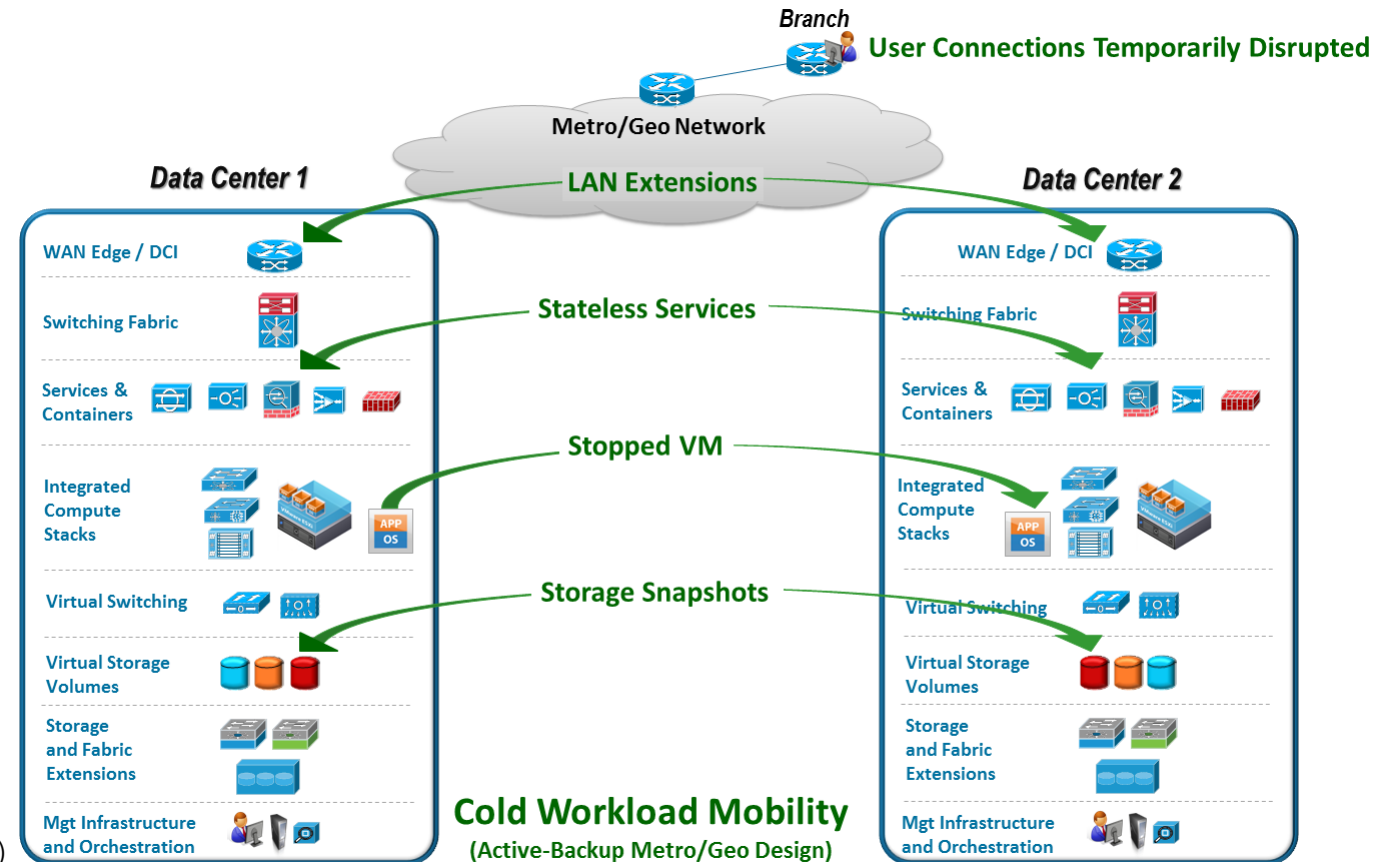 Branch
User Connections Temporarily Disrupted
Metro/Geo Network
Data Center 1
LAN Extensions
Data Center 2
WAN Edge / DCI
WAN Edge / DCI
Stateless Services
Switching Fabric
Switching Fabric
Services &
Containers
Services &
Containers
Stopped VM
Integrated
Compute
Stacks
VMware ESXi
APP
OS
Integrated
Compute
Stacks
APP
OS
VMware ESXi
Storage Snapshots
Virtual Switching
Virtual Switching
Virtual Storage
Volumes
Virtual Storage
Volumes
Storage
and Fabric
Extensions
Storage
and Fabric
Extensions
Cold Workload Mobility
(Active-Backup Metro/Geo Design)
Mgt Infrastructure
and Orchestration
Mgt Infrastructure
and Orchestration
)